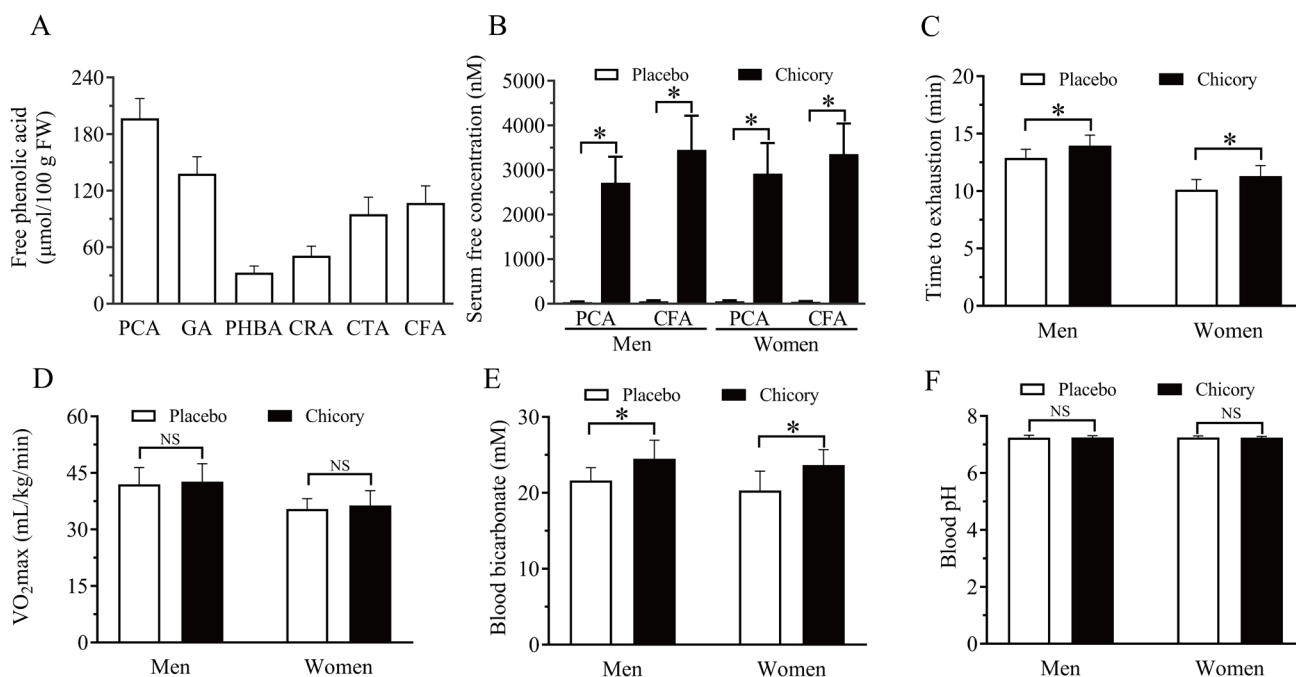 A
Free phenolic acid
(μmol/100 g FW)
240
180
120
60
0
PCA GA PHBA CRA CTA CFA
B
Serum free concentration (nM)
Placebo Chicory
5000
4000
3000
2000
1000
0
* * * *
PCA CFA PCA CFA
Men Women
C
Time to exhaustion (min)
Placebo Chicory
20
15
10
5
0
* *
Men Women
D
VO2max (mL/kg/min)
Placebo Chicory
60
45
30
15
0
NS NS
Men Women
E
Blood bicarbonate (mM)
Placebo Chicory
30
20
10
0
* *
Men Women
F
Blood pH
Placebo Chicory
8
6
4
2
0
NS NS
Men Women